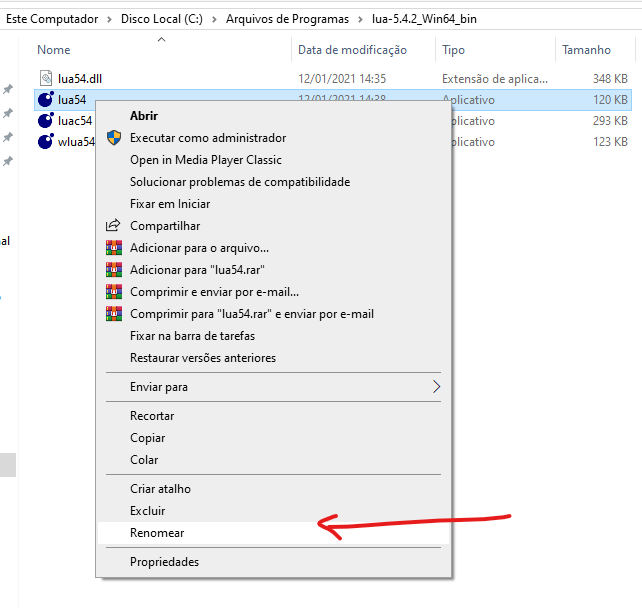 Este Computador > Disco Local (C:) > Arquivos de Programas > lua-5.4.2_Win64_bin
Nome Data de modificação Tipo Tamanho
lua54.dll 12/01/2021 14:35 Extensão de aplica... 348 KB
lua54 12/01/2021 14:38 Aplicativo 120 KB
luac54 plicativo 293 KB
wlua54 plicativo 123 KB
al
Abrir
Executar como administrador
Open in Media Player Classic
Solucionar problemas de compatibilidade
Fixar em Iniciar
Compartilhar
Adicionar para o arquivo...
Adicionar para "lua54.rar"
Comprimir e enviar por e-mail...
Comprimir para "lua54.rar" e enviar por e-mail
Fixar na barra de tarefas
Restaurar versões anteriores
Enviar para
Recortar
Copiar
Colar
Criar atalho
Excluir
Renomear
Propriedades